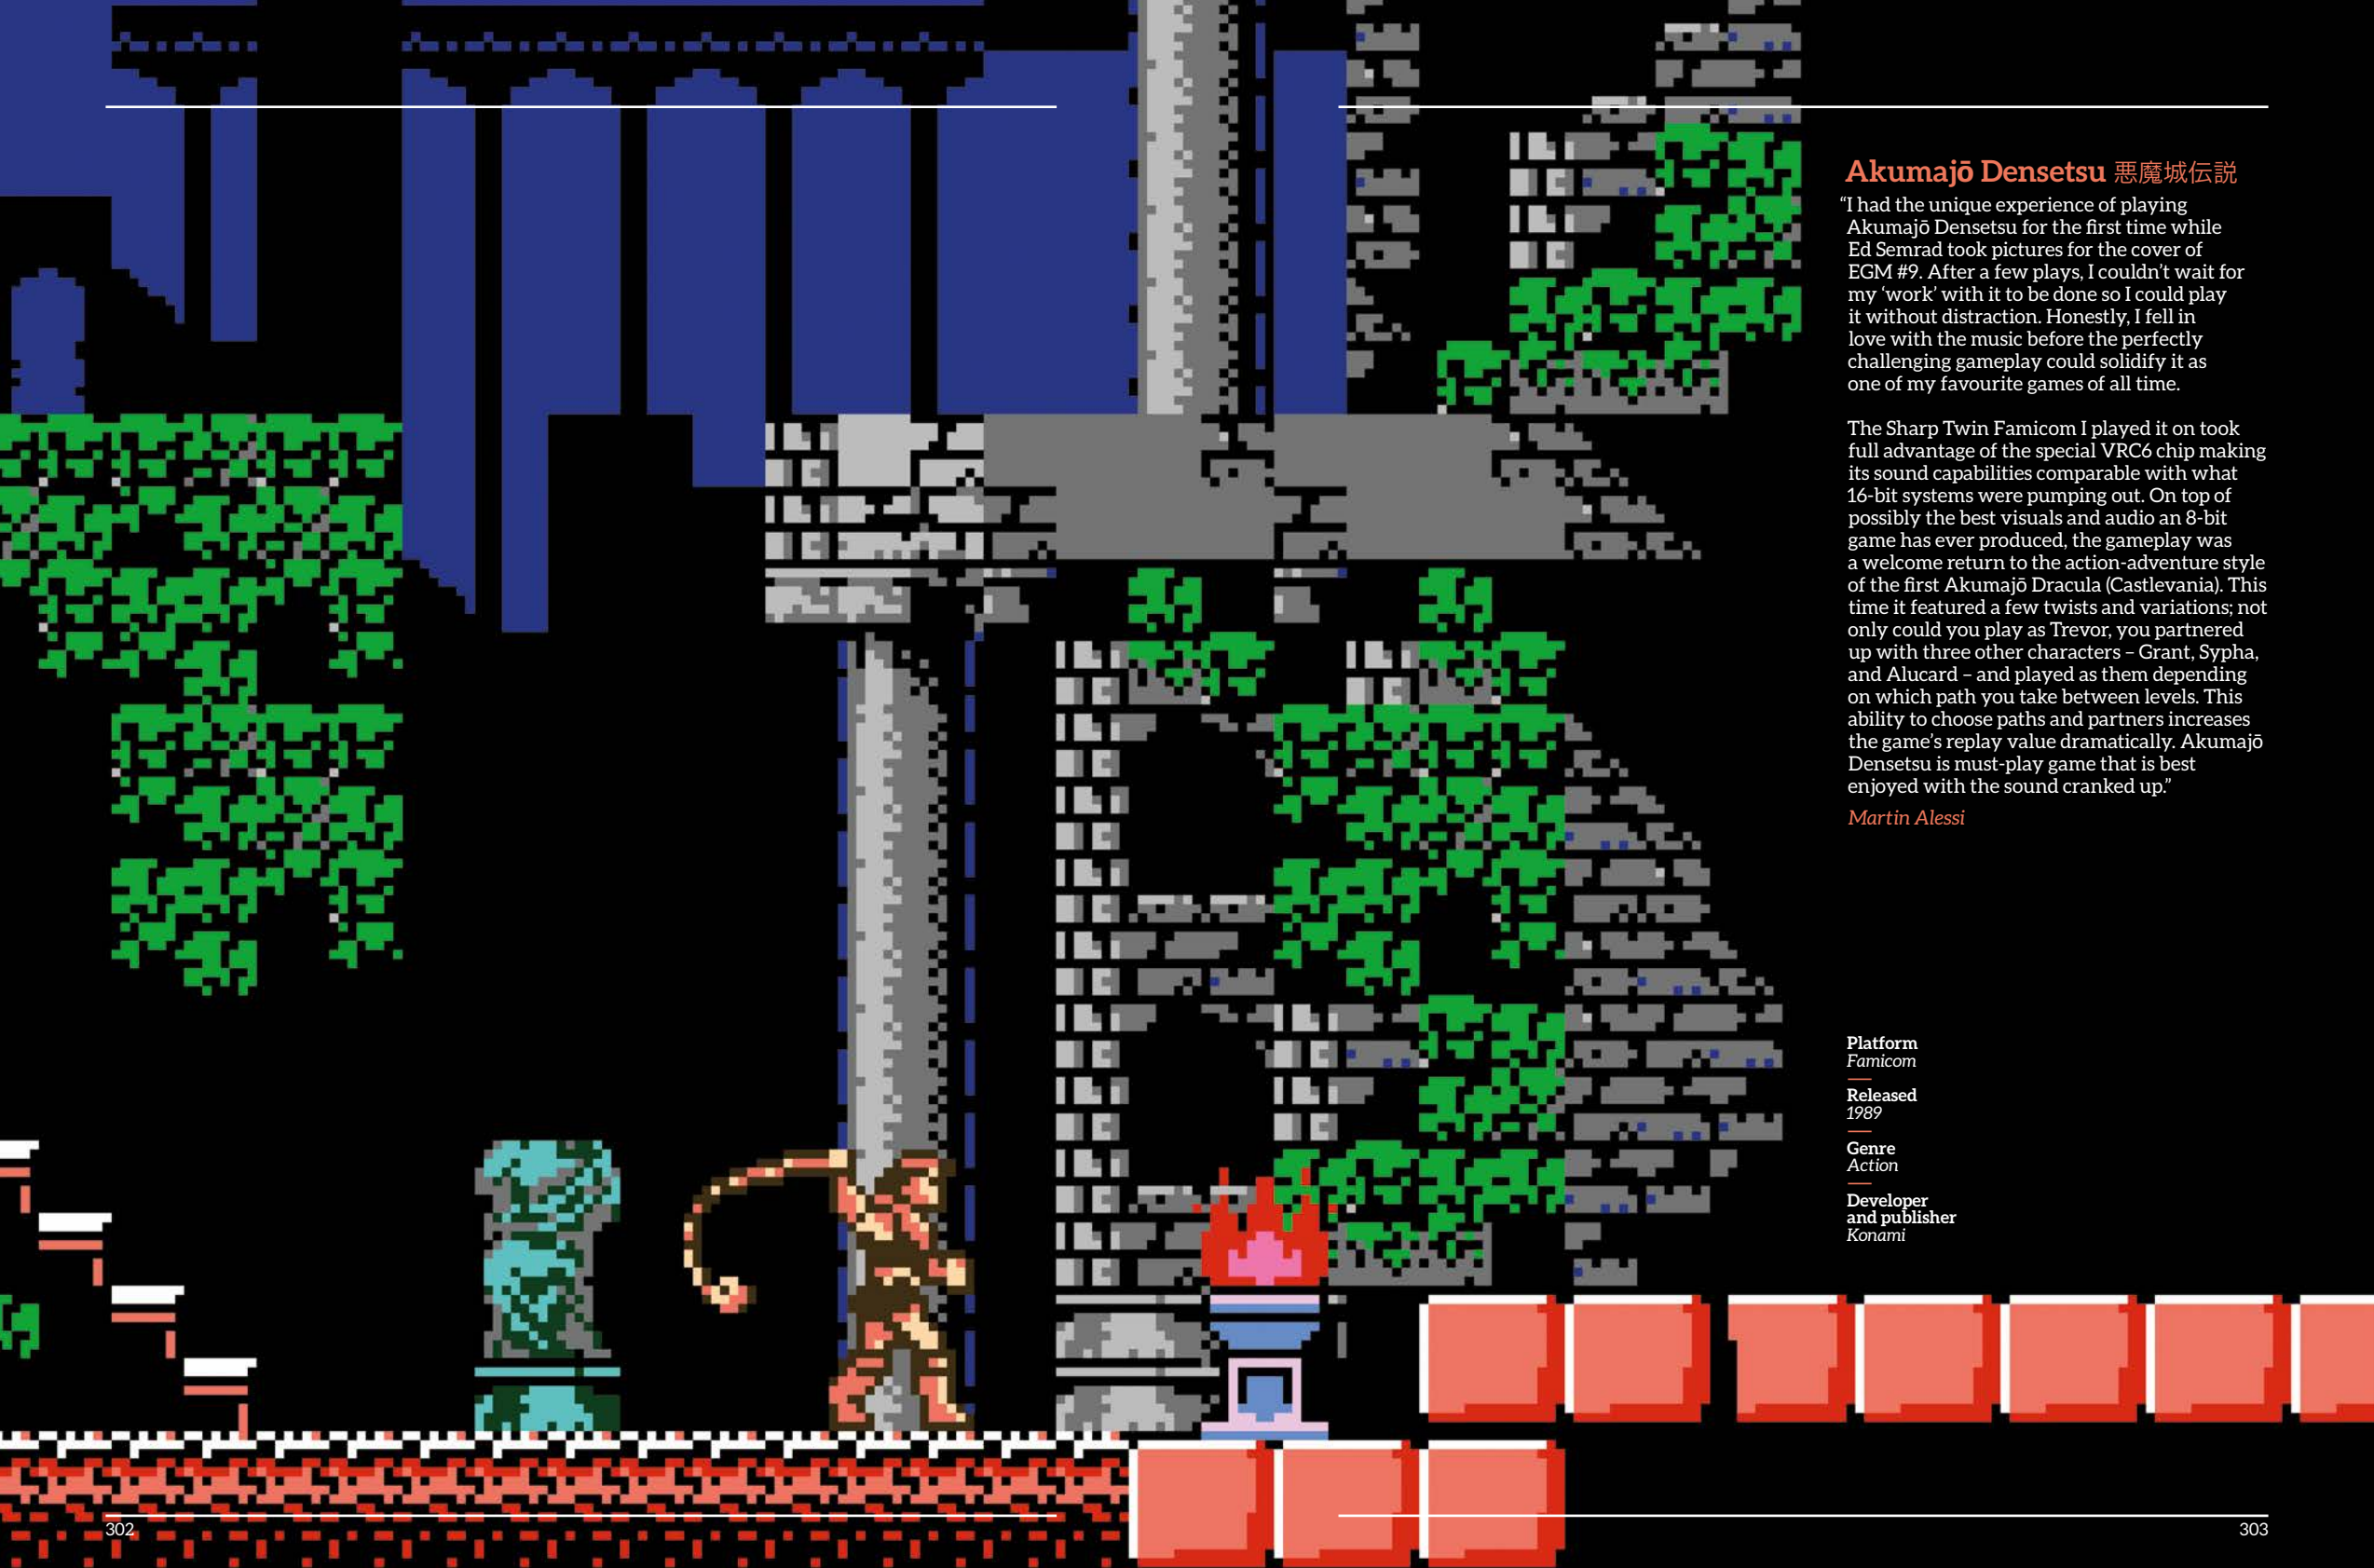 Akumajō Densetsu 悪魔城伝説
“I had the unique experience of playing
Akumajō Densetsu for the first time while
Ed Semrad took pictures for the cover of
EGM #9. After a few plays, I couldn’t wait for
my ‘work’ with it to be done so I could play
it without distraction. Honestly, I fell in
love with the music before the perfectly
challenging gameplay could solidify it as
one of my favourite games of all time.
The Sharp Twin Famicom I played it on took
full advantage of the special VRC6 chip making
its sound capabilities comparable with what
16-bit systems were pumping out. On top of
possibly the best visuals and audio an 8-bit
game has ever produced, the gameplay was
a welcome return to the action-adventure style
of the first Akumajō Dracula (Castlevania). This
time it featured a few twists and variations; not
only could you play as Trevor, you partnered
up with three other characters – Grant, Sypha,
and Alucard – and played as them depending
on which path you take between levels. This
ability to choose paths and partners increases
the game’s replay value dramatically. Akumajō
Densetsu is must-play game that is best
enjoyed with the sound cranked up.”
Martin Alessi
Platform
Famicom
Released
1989
Genre
Action
Developer
and publisher
Konami
302
303